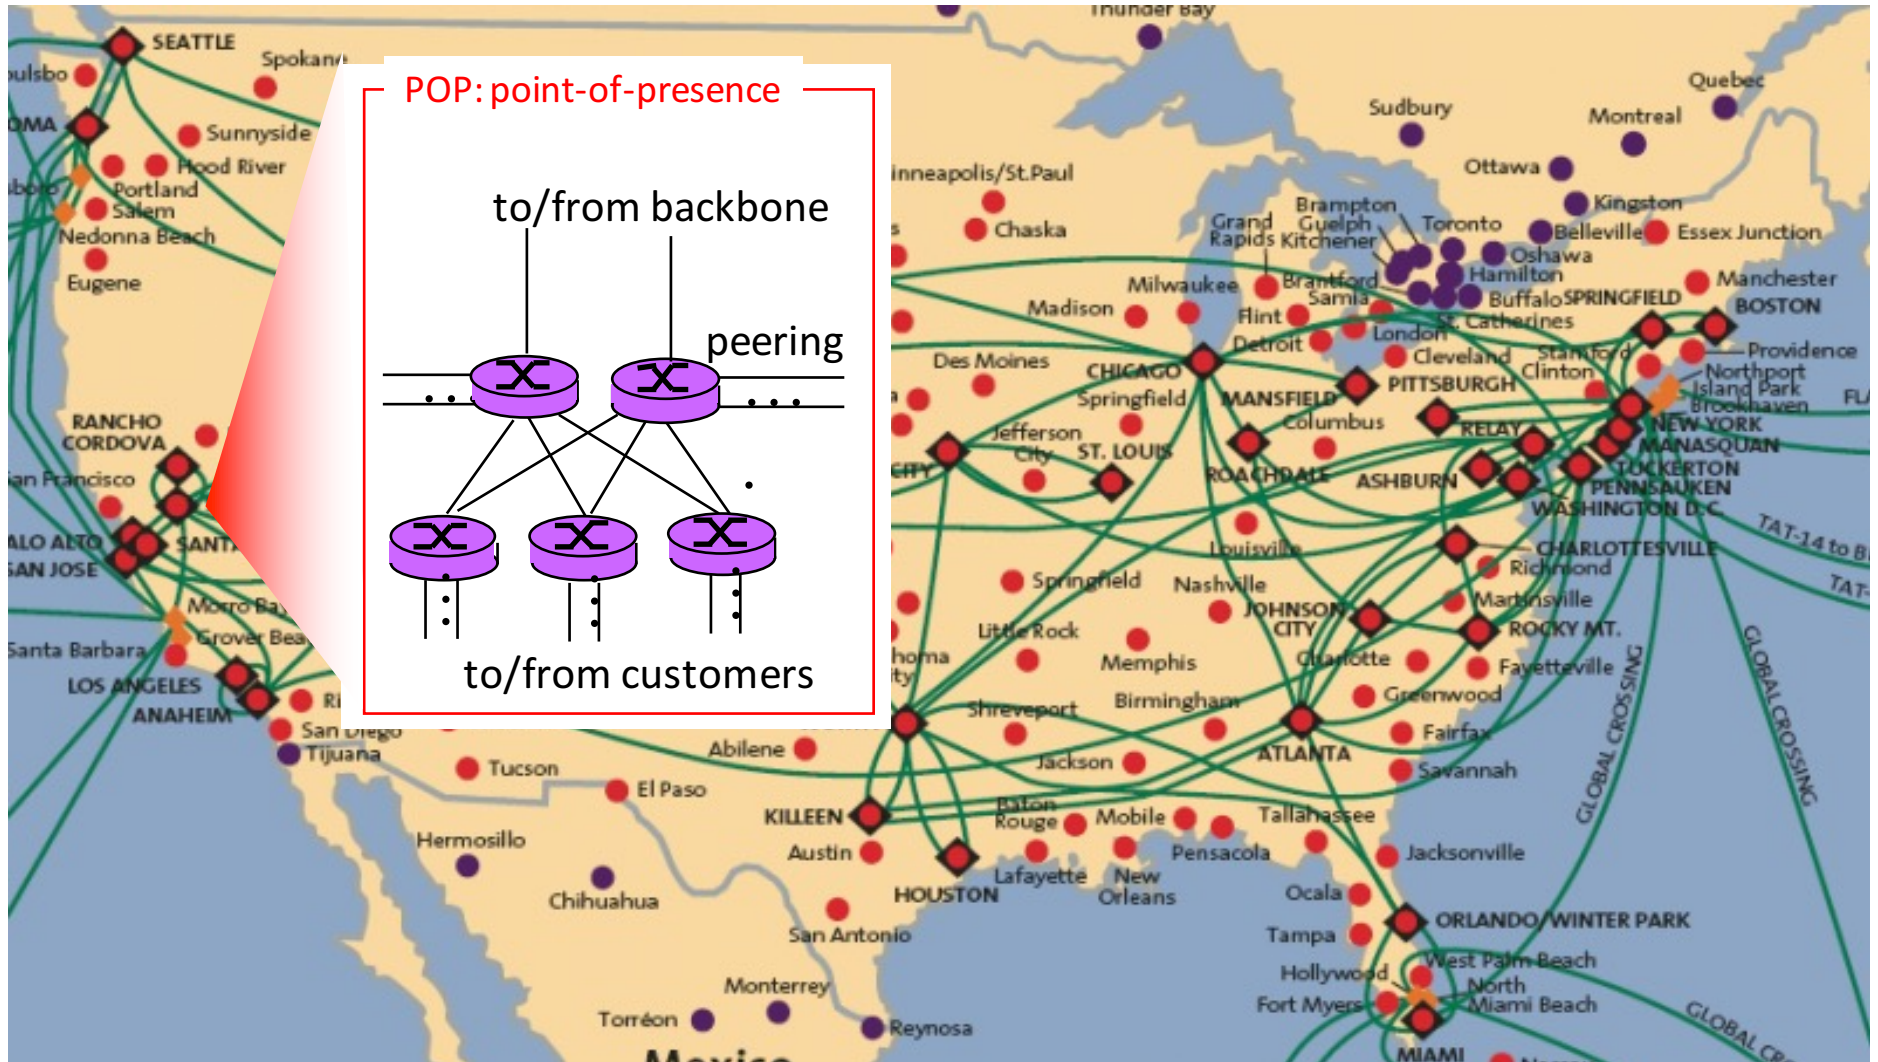 POP: point-of-presence
to/from backbone
peering
to/from customers
Thunder Bay
SEATTLE
Spokane
Sunnyside
Hood River
Portland
Salem
Nedonna Beach
Eugene
RANCHO
CORDOVA
San Francisco
SAN JOSE
Morro Bay
Santa Barbara
LOS ANGELES
ANAHEIM
San Diego
Tijuana
Tucson
El Paso
Hermosillo
Chihuahua
Abilene
KILLEEN
Austin
HOUSTON
San Antonio
Monterrey
Torréon
Reynosa
Mexico
Quebec
Sudbury
Montreal
Ottawa
Kingston
Brampton
Guelph
Kitchener
Toronto
Belleville
Essex Junction
Grand
Rapids
Oshawa
Hamilton
Brantford
Manchester
Chaska
Milwaukee
Buffalo
SPRINGFIELD
BOSTON
Madison
Flint
St. Catherines
Detroit
London
Stamford
Providence
Des Moines
Cleveland
Clinton
Northport
Island Park
Brookhaven
CHICAGO
MANSFIELD
PITTSBURGH
Springfield
Columbus
RELAY
NEW YORK
MANASQUAN
Jefferson
City
ST. LOUIS
ROACHDALE
ASHBURN
TUCKERTON
PENNSAUKEN
WASHINGTON D.C.
CITY
Louisville
CHARLOTTESVILLE
Richmond
Springfield
Nashville
JOHNSON
CITY
Martinsville
ROCKY MT.
Little Rock
Memphis
Charlotte
Fayetteville
Greenwood
Shreveport
Birmingham
Fairfax
ATLANTA
Jackson
Savannah
Baton
Rouge
Mobile
Tallahassee
Pensacola
Jacksonville
Lafayette
New
Orleans
Ocala
ORLANDO/WINTER PARK
Tampa
West Palm Beach
Hollywood
North
Miami Beach
Fort Myers
MIAMI
GLOBAL CROSSING
GLOBAL CROSSING
TAT-14 to
TAT-
GLOBAL